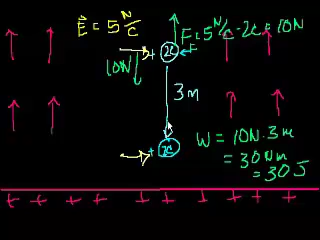 E = 5 N/C
F = 5 N/C · 2C = 10N
+ 2C
F
10N
3m
+ 2C
W = 10N · 3m
= 30Nm
= 30J
+ + + + + + + + + +